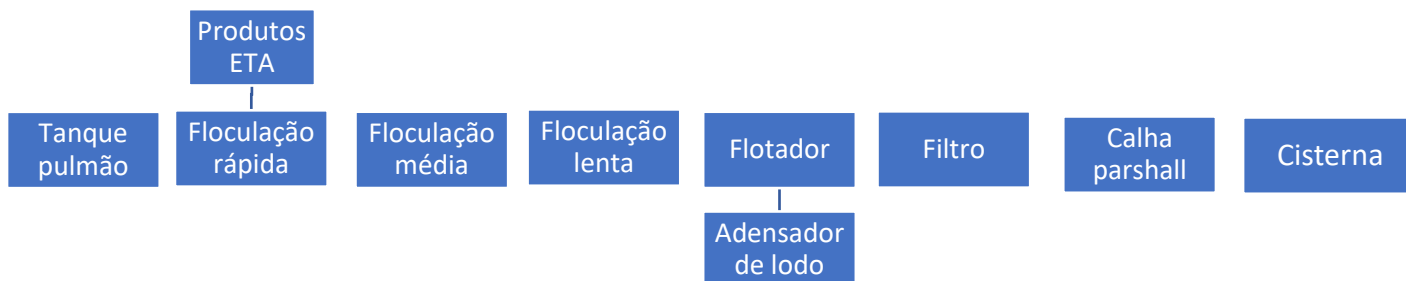 Produtos
ETA
Tanque
pulmão
Floculação
rápida
Floculação
média
Floculação
lenta
Flotador
Filtro
Calha
parshall
Cisterna
Adensador
de lodo